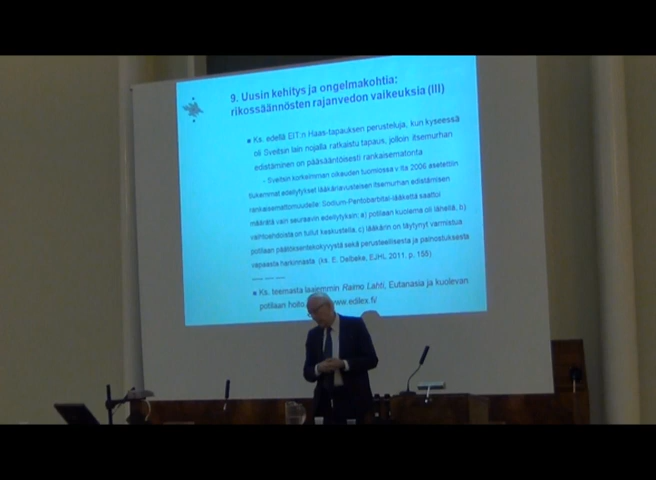 9. Uusin kehitys ja ongelmakohtia:
rikossäännösten rajanvedon vaikeuksia (III)
Ks. edellä EIT:n Haas-tapauksen perusteluja, kun kyseessä
oli Sveitsin lain nojalla ratkaistu tapaus, jolloin itsemurhan
edistäminen on pääsääntöisesti rankaisematonta
- Sveitsin korkeimman oikeuden tuomiossa v:lta 2006 asetettiin
tiukemmat edellytykset lääkäriavusteisen itsemurhan edistämisen
rankaisemattomuudelle: Sodium-Pentobarbital-lääkettä saattoi
määrätä vain seuraavin edellytyksin: a) potilaan kuolema oli lähellä, b)
vaihtoehdoista on tullut keskustella, c) lääkärin on täytynyt varmistua
potilaan päätöksentekokyvystä sekä perusteellisesta ja painostuksesta
vapaasta harkinnasta (ks. E. Delbeke, EJHL 2011, p. 155)
Ks. teemasta laajemmin Raimo Lahti, Eutanasia ja kuolevan
potilaan hoito www.edilex.fi/